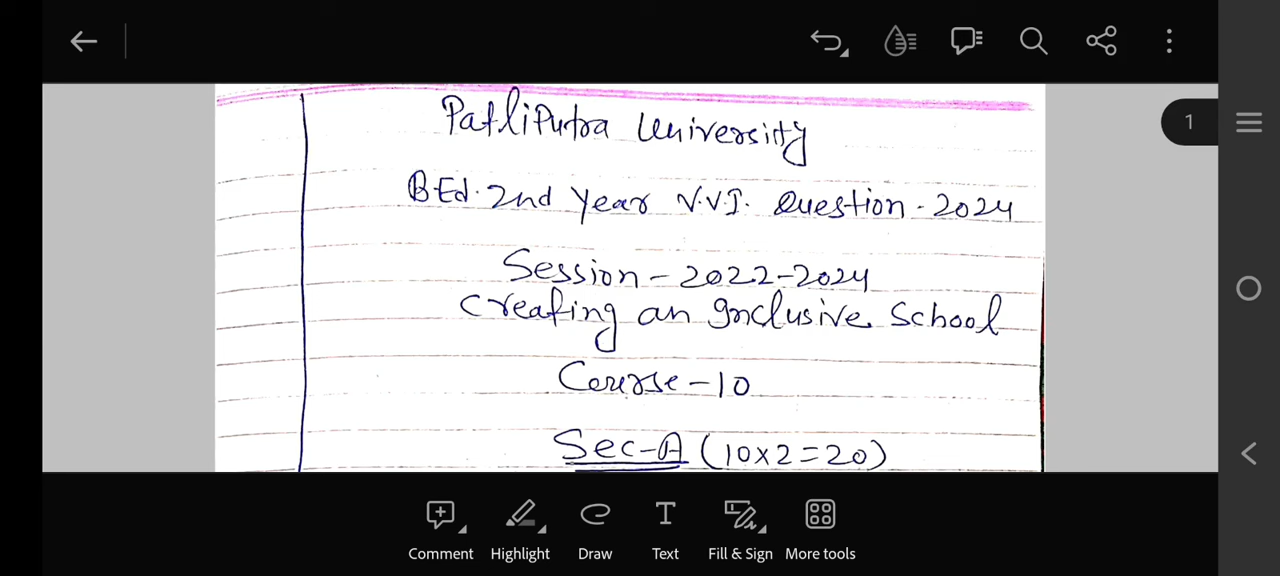 1
Patliputra University
B.Ed. 2nd Year V.V.I. Question - 2024
Session - 2022-2024
Creating an Inclusive School
Course - 10
Sec-A (10x2=20)
Comment
Highlight
Draw
Text
Fill & Sign
More tools